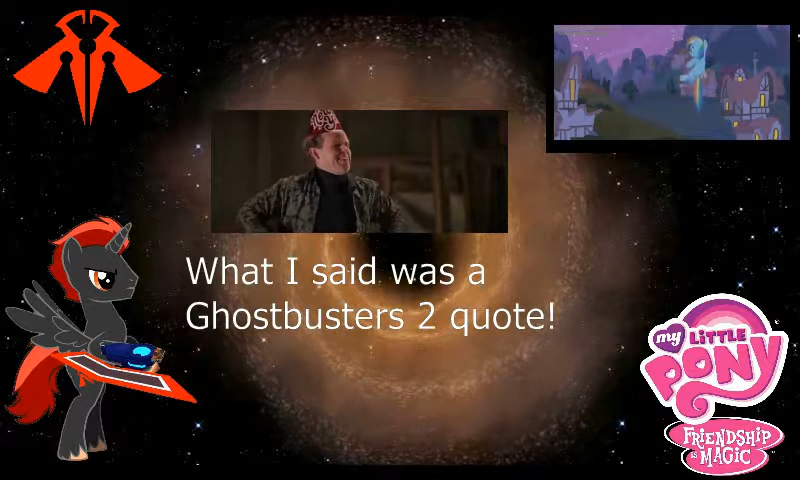 What I said was a
Ghostbusters 2 quote!
my LiTTLE
PONY
FRiENDSHiP
is MAGiC